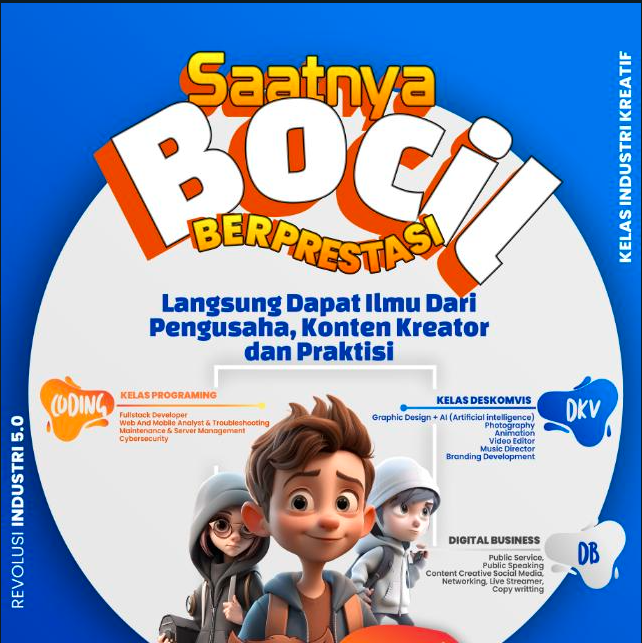 Saatnya
Bocil
BERPRESTASI
KELAS INDUSTRI KREATIF
Langsung Dapat Ilmu Dari
Pengusaha, Konten Kreator
dan Praktisi
CODING
KELAS PROGRAMING
Fullstack Developer
Web And Mobile Analyst & Troubleshooting
Maintenance & Server Management
Cybersecurity
KELAS DESKOMVIS
DKV
Graphic Design + AI (Artificial intelligence)
Photography
Animation
Video Editor
Music Director
Branding Development
REVOLUSI INDUSTRI 5.0
DIGITAL BUSINESS
DB
Public Service,
Public Speaking
Content Creative Social Media,
Networking, Live Streamer,
Copy writting